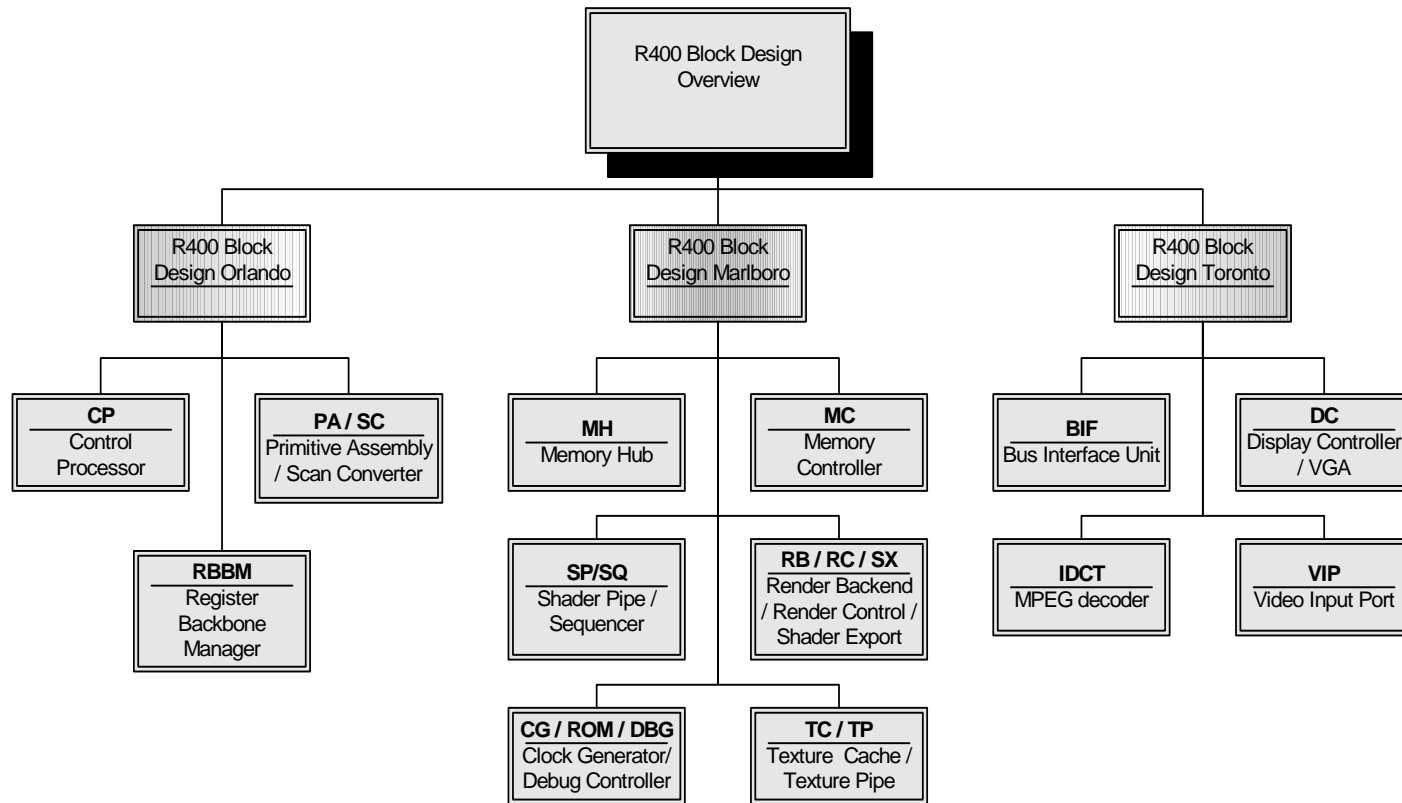 R400 Block Design
Overview
R400 Block
Design Orlando
R400 Block
Design Marlboro
R400 Block
Design Toronto
CP
Control
Processor
PA / SC
Primitive Assembly
/ Scan Converter
MH
Memory Hub
MC
Memory
Controller
BIF
Bus Interface Unit
DC
Display Controller
/ VGA
RBBM
Register
Backbone
Manager
SP/SQ
Shader Pipe /
Sequencer
RB / RC / SX
Render Backend
/ Render Control /
Shader Export
IDCT
MPEG decoder
VIP
Video Input Port
CG / ROM / DBG
Clock Generator/
Debug Controller
TC / TP
Texture Cache /
Texture Pipe